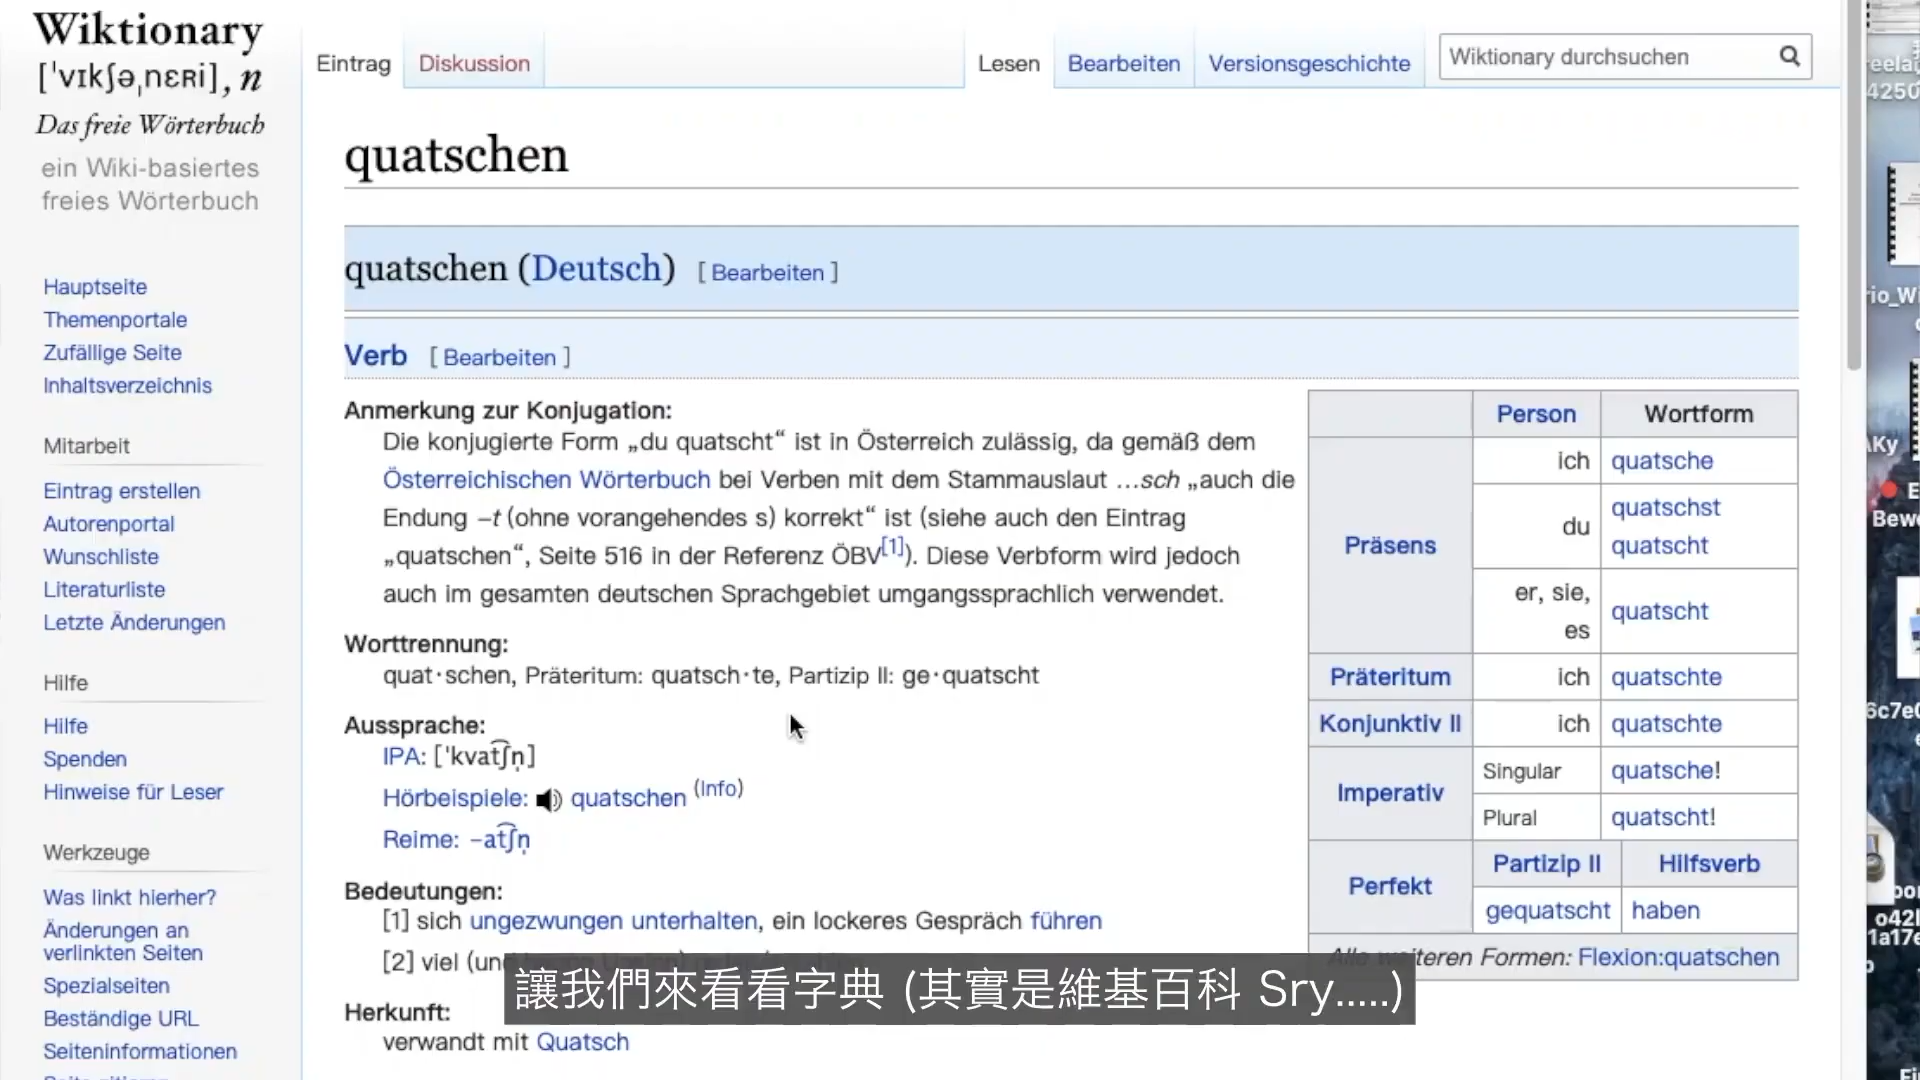 Wiktionary
[ˈvɪkʃəˌnɛʀi], n
Das freie Wörterbuch
ein Wiki-basiertes
freies Wörterbuch
Hauptseite
Themenportale
Zufällige Seite
Inhaltsverzeichnis
Mitarbeit
Eintrag erstellen
Autorenportal
Wunschliste
Literaturliste
Letzte Änderungen
Hilfe
Hilfe
Spenden
Hinweise für Leser
Werkzeuge
Was linkt hierher?
Änderungen an
verlinkten Seiten
Spezialseiten
Beständige URL
Seiteninformationen
Eintrag Diskussion Lesen Bearbeiten Versionsgeschichte Wiktionary durchsuchen
quatschen
quatschen (Deutsch) [ Bearbeiten ]
Verb [ Bearbeiten ]
Anmerkung zur Konjugation:
Die konjugierte Form „du quatscht“ ist in Österreich zulässig, da gemäß dem
Österreichischen Wörterbuch bei Verben mit dem Stammauslaut …sch „auch die
Endung –t (ohne vorangehendes s) korrekt“ ist (siehe auch den Eintrag
„quatschen“, Seite 516 in der Referenz ÖBV[1]). Diese Verbform wird jedoch
auch im gesamten deutschen Sprachgebiet umgangssprachlich verwendet.
Worttrennung:
quat·schen, Präteritum: quatsch·te, Partizip II: ge·quatscht
Aussprache:
IPA: [ˈkvat͡ʃn̩]
Hörbeispiele: quatschen (Info)
Reime: -at͡ʃn̩
Bedeutungen:
[1] sich ungezwungen unterhalten, ein lockeres Gespräch führen
[2] viel (und
Herkunft:
verwandt mit Quatsch
Person Wortform
Präsens
ich quatsche
du quatschst
quatscht
er, sie,
es quatscht
Präteritum ich quatschte
Konjunktiv II ich quatschte
Imperativ
Singular quatsche!
Plural quatscht!
Perfekt
Partizip II Hilfsverb
gequatscht haben
Alle weiteren Formen: Flexion:quatschen
讓我們來看看字典 (其實是維基百科 Sry.....)